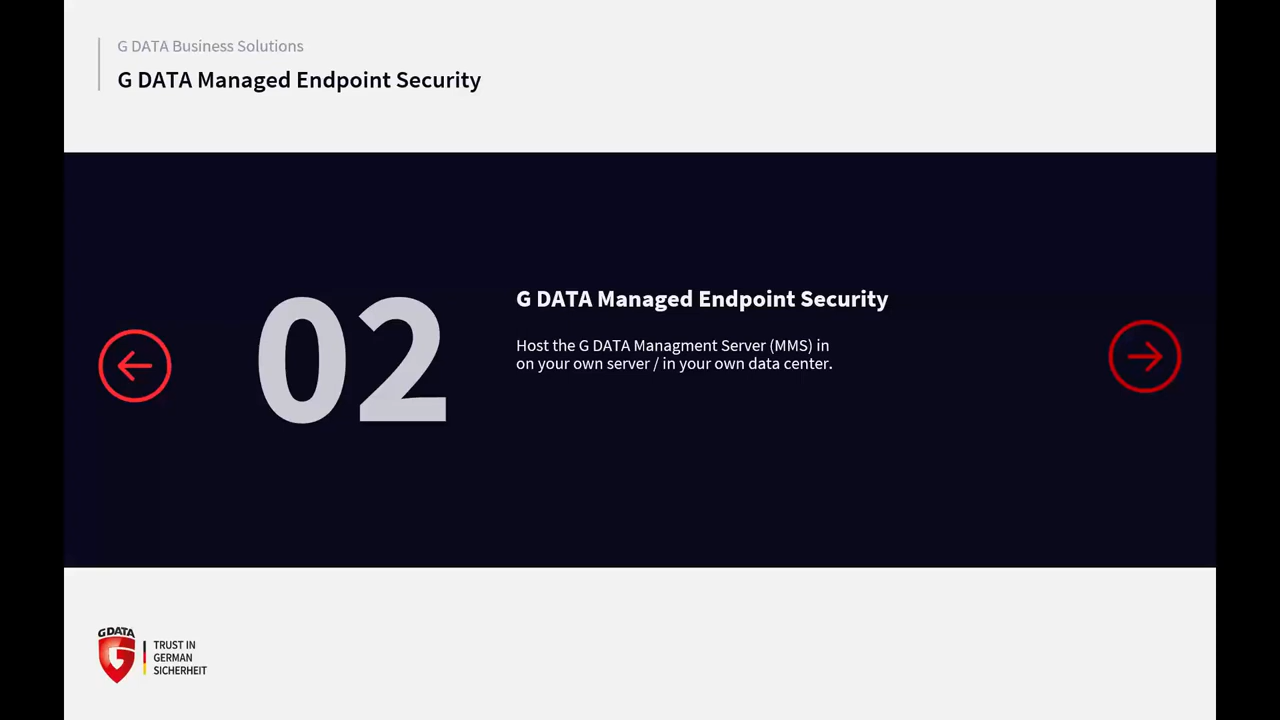 G DATA Business Solutions
G DATA Managed Endpoint Security
02
G DATA Managed Endpoint Security
Host the G DATA Managment Server (MMS) in
on your own server / in your own data center.
G DATA
TRUST IN
GERMAN
SICHERHEIT